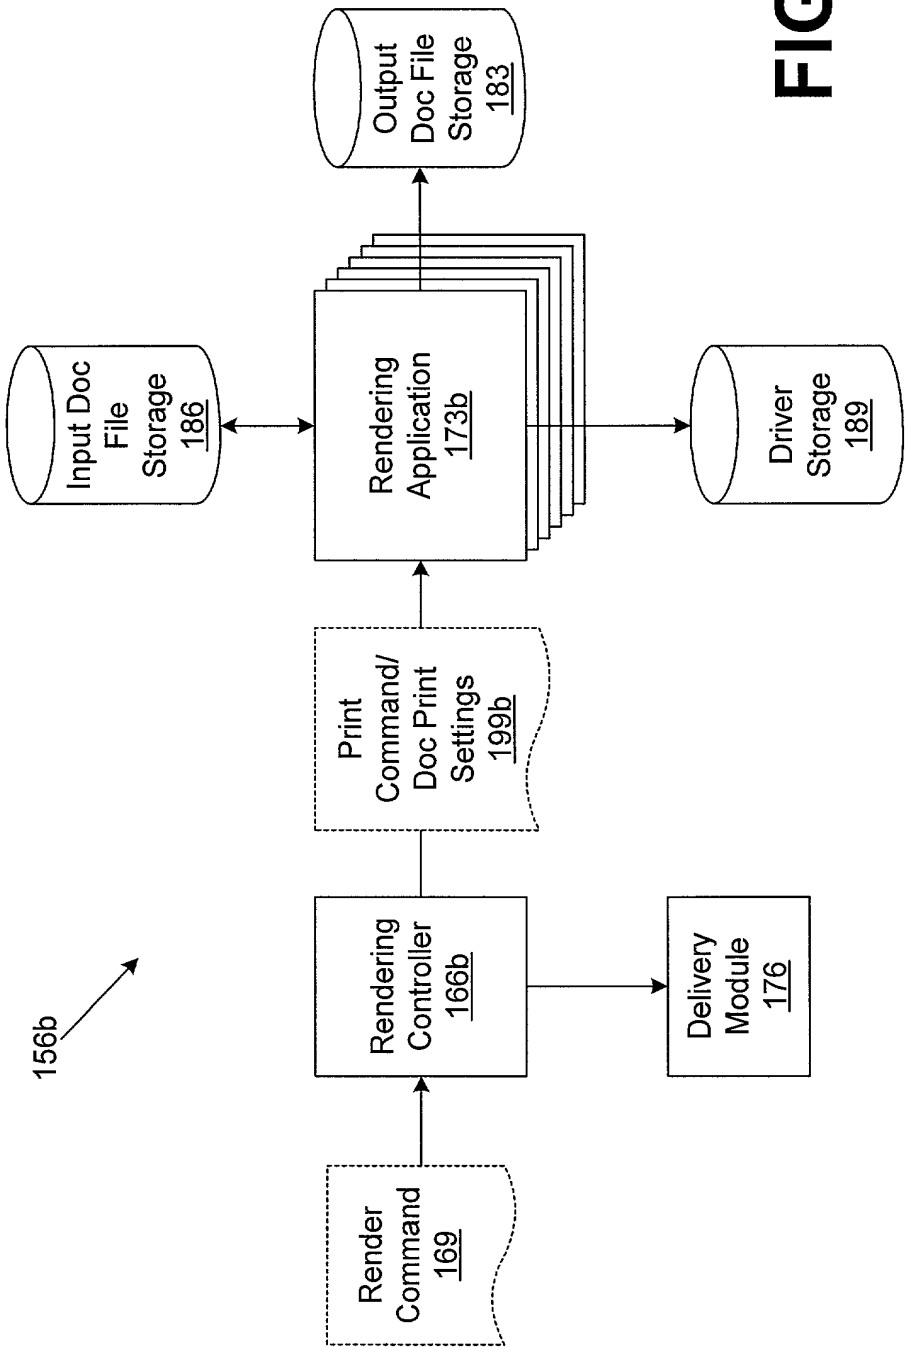 156b
Render
Command
169
Rendering
Controller
166b
Delivery
Module
176
Print
Command/
Doc Print
Settings
199b
Input Doc
File
Storage
186
Rendering
Application
173b
Driver
Storage
189
Output
Doc File
Storage
183
FIG